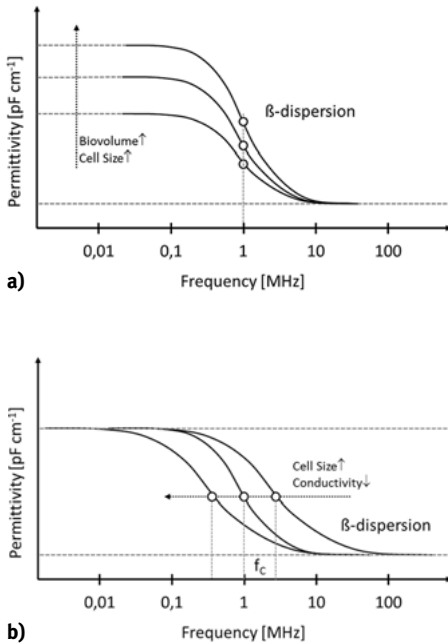 Permittivity [pF cm⁻¹]
ß-dispersion
Biovolume↑
Cell Size↑
0,01 0,1 1 10 100
Frequency [MHz]
a)
Permittivity [pF cm⁻¹]
Cell Size↑
Conductivity↓
ß-dispersion
f_C
0,01 0,1 1 10 100
Frequency [MHz]
b)